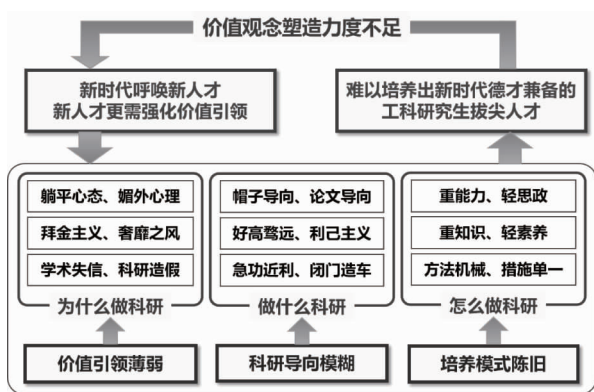 价值观念塑造力度不足
新时代呼唤新人才
新人才更需强化价值引领
难以培养出新时代德才兼备的
工科研究生拔尖人才
躺平心态、媚外心理
拜金主义、奢靡之风
学术失信、科研造假
为什么做科研
帽子导向、论文导向
好高骛远、利己主义
急功近利、闭门造车
做什么科研
重能力、轻思政
重知识、轻素养
方法机械、措施单一
怎么做科研
价值引领薄弱
科研导向模糊
培养模式陈旧